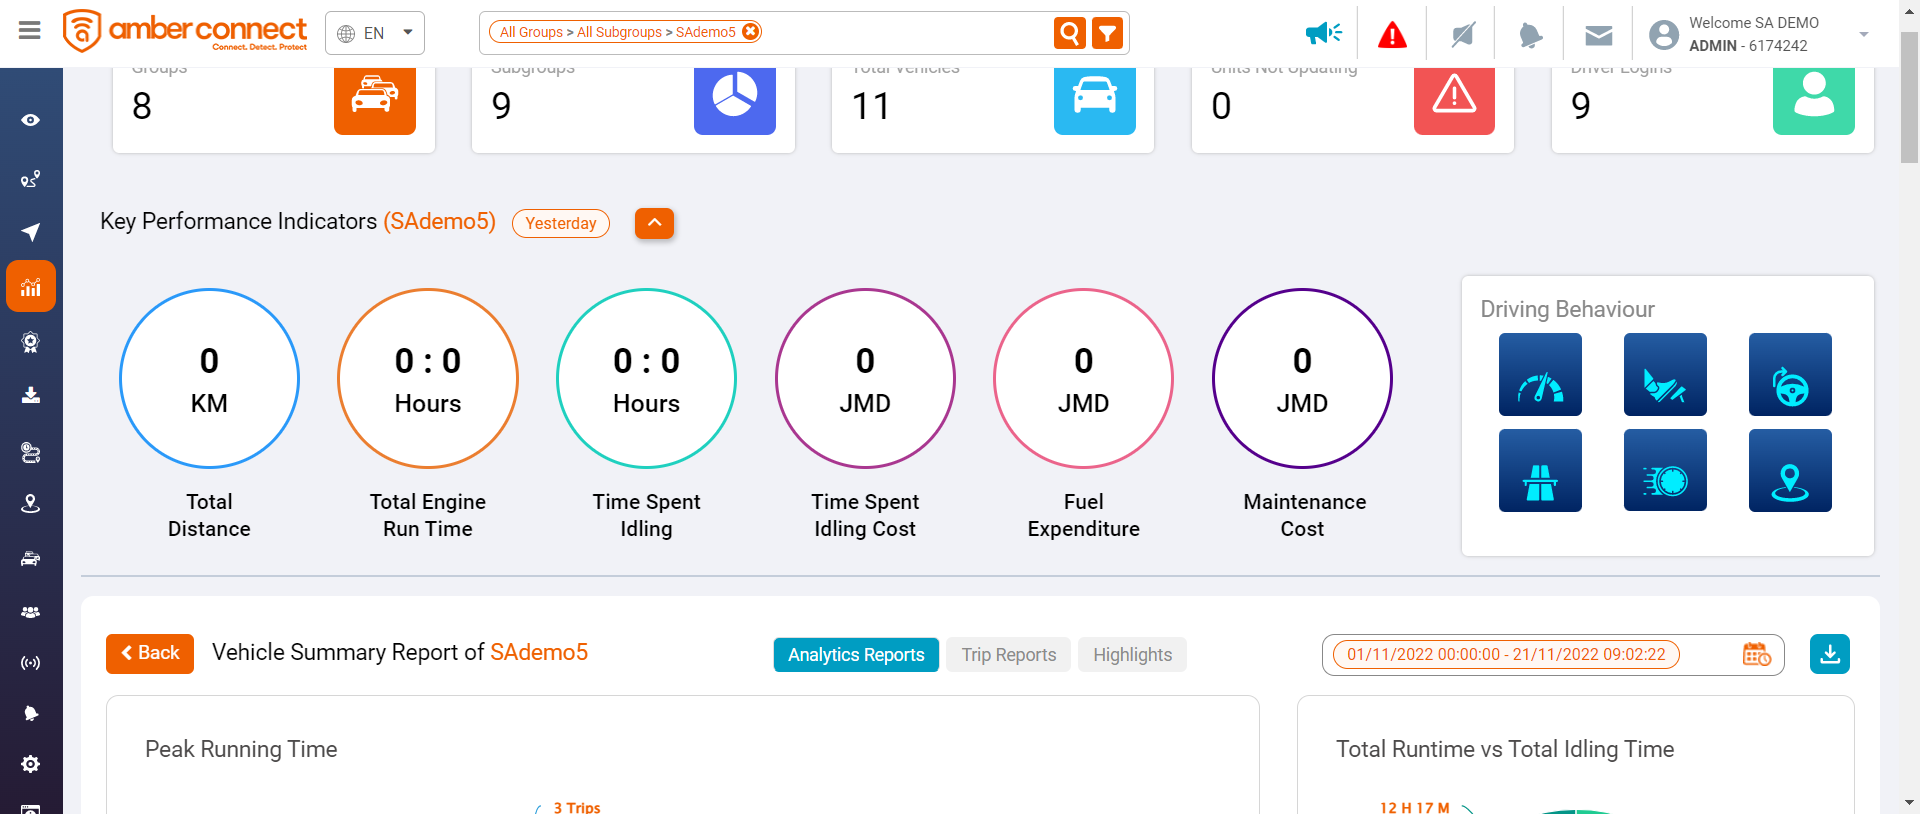 amber connect
Connect. Detect. Protect
EN
All Groups > All Subgroups > SAdemo5
Welcome SA DEMO
ADMIN - 6174242
Groups
8
Subgroups
9
Total Vehicles
11
Units Not Updating
0
Driver Logins
9
Key Performance Indicators (SAdemo5)
Yesterday
0
KM
Total
Distance
0 : 0
Hours
Total Engine
Run Time
0 : 0
Hours
Time Spent
Idling
0
JMD
Time Spent
Idling Cost
0
JMD
Fuel
Expenditure
0
JMD
Maintenance
Cost
Driving Behaviour
Back
Vehicle Summary Report of SAdemo5
Analytics Reports
Trip Reports
Highlights
01/11/2022 00:00:00 - 21/11/2022 09:02:22
Peak Running Time
3 Trips
Total Runtime vs Total Idling Time
12 H 17 M